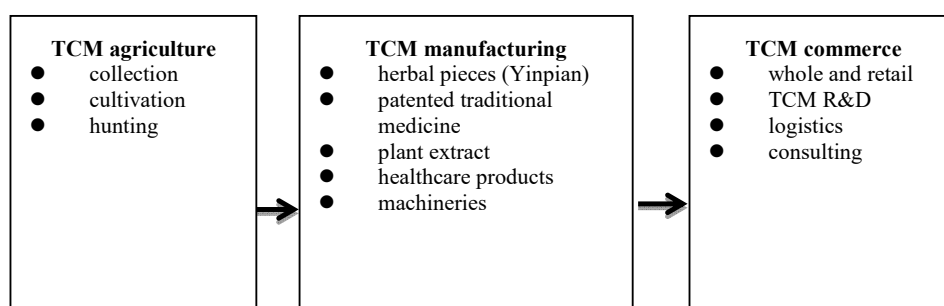 TCM agriculture
● collection
● cultivation
● hunting
TCM manufacturing
● herbal pieces (Yinpian)
● patented traditional
medicine
● plant extract
● healthcare products
● machineries
TCM commerce
● whole and retail
● TCM R&D
● logistics
● consulting